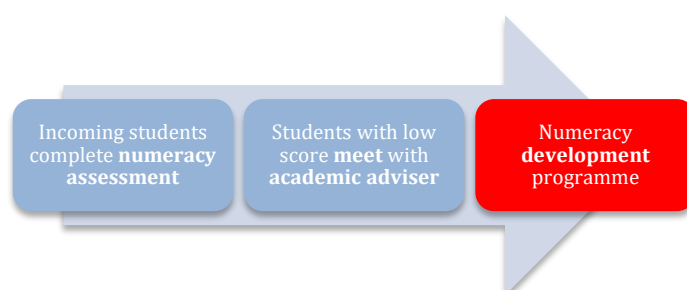 Incoming students
complete numeracy
assessment
Students with low
score meet with
academic adviser
Numeracy
development
programme